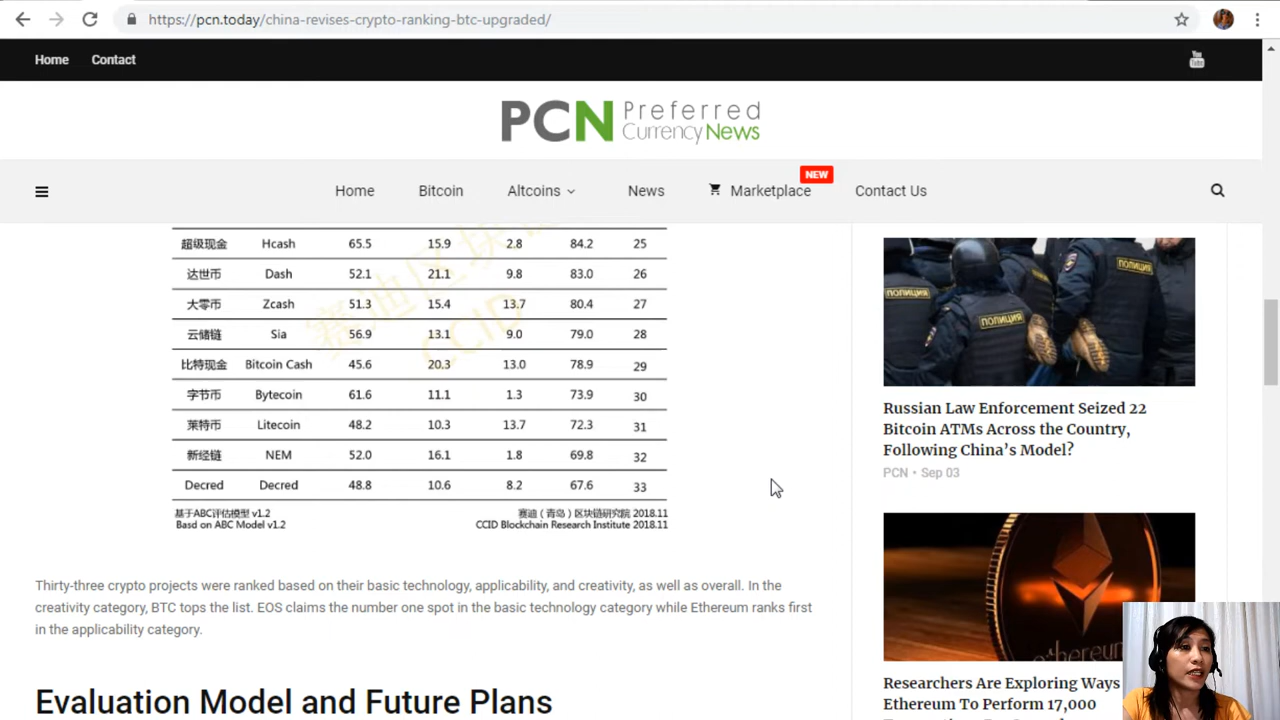 https://pcn.today/china-revises-crypto-ranking-btc-upgraded/
Home Contact
You Tube
PCN Preferred Currency News
NEW
Home Bitcoin Altcoins News Marketplace Contact Us
超级现金 Hcash 65.5 15.9 2.8 84.2 25
达世币 Dash 52.1 21.1 9.8 83.0 26
大零币 Zcash 51.3 15.4 13.7 80.4 27
云储链 Sia 56.9 13.1 9.0 79.0 28
比特现金 Bitcoin Cash 45.6 20.3 13.0 78.9 29
字节币 Bytecoin 61.6 11.1 1.3 73.9 30
莱特币 Litecoin 48.2 10.3 13.7 72.3 31
新经链 NEM 52.0 16.1 1.8 69.8 32
Decred Decred 48.8 10.6 8.2 67.6 33
CCID
基于ABC评估模型 v1.2 赛迪（青岛）区块链研究院 2018.11
Basd on ABC Model v1.2 CCID Blockchain Research Institute 2018.11
Thirty-three crypto projects were ranked based on their basic technology, applicability, and creativity, as well as overall. In the
creativity category, BTC tops the list. EOS claims the number one spot in the basic technology category while Ethereum ranks first
in the applicability category.
Evaluation Model and Future Plans
ПОЛИЦИЯ
ПОЛИЦИЯ
ПОЛИЦИЯ
Russian Law Enforcement Seized 22
Bitcoin ATMs Across the Country,
Following China’s Model?
PCN • Sep 03
ethereum
Researchers Are Exploring Ways
Ethereum To Perform 17,000